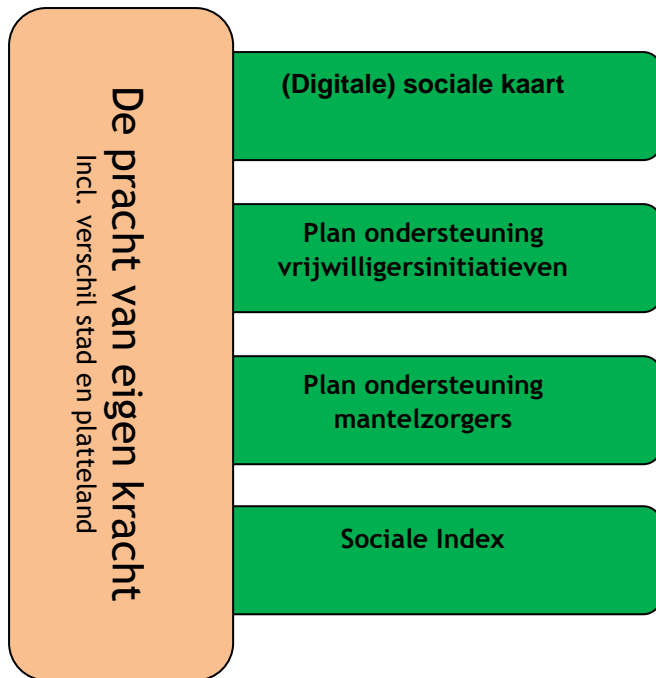 De pracht van eigen kracht
Incl. verschil stad en platteland
(Digitale) sociale kaart
Plan ondersteuning
vrijwilligersinitiatieven
Plan ondersteuning
mantelzorgers
Sociale Index